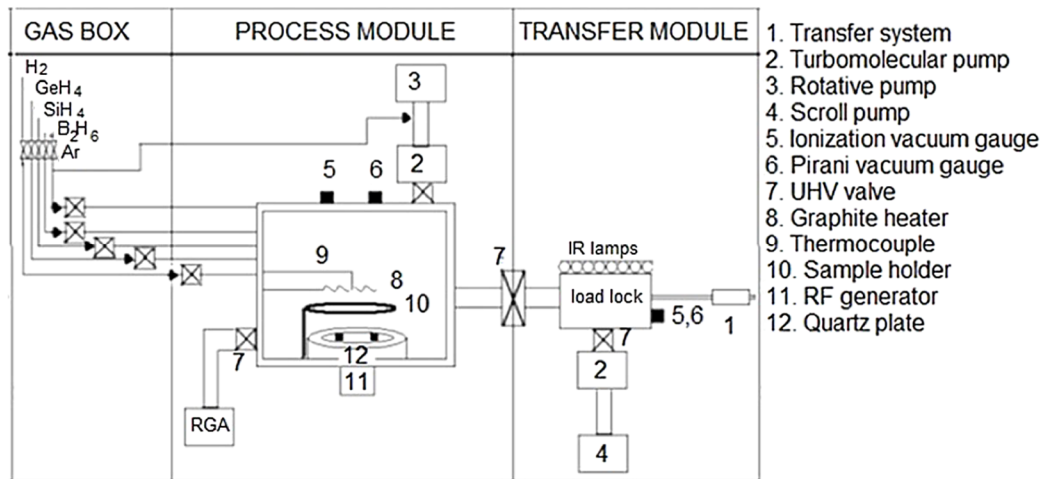 GAS BOX
PROCESS MODULE
TRANSFER MODULE
H2
GeH4
SiH4
B2H6
Ar
3
2
5
6
9
8
10
12
11
7
RGA
7
IR lamps
load lock
5,6
1
7
2
4
1. Transfer system
2. Turbomolecular pump
3. Rotative pump
4. Scroll pump
5. Ionization vacuum gauge
6. Pirani vacuum gauge
7. UHV valve
8. Graphite heater
9. Thermocouple
10. Sample holder
11. RF generator
12. Quartz plate